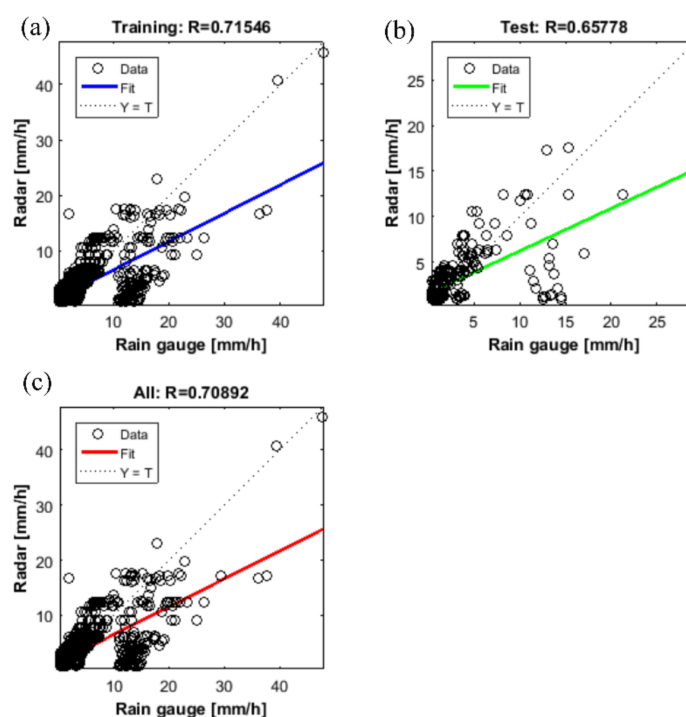 (a)
Training: R=0.71546
Data
Fit
Y = T
Radar [mm/h]
40
30
20
10
10 20 30 40
Rain gauge [mm/h]
(b)
Test: R=0.65778
Data
Fit
Y = T
Radar [mm/h]
25
20
15
10
5
5 10 15 20 25
Rain gauge [mm/h]
(c)
All: R=0.70892
Data
Fit
Y = T
Radar [mm/h]
40
30
20
10
10 20 30 40
Rain gauge [mm/h]